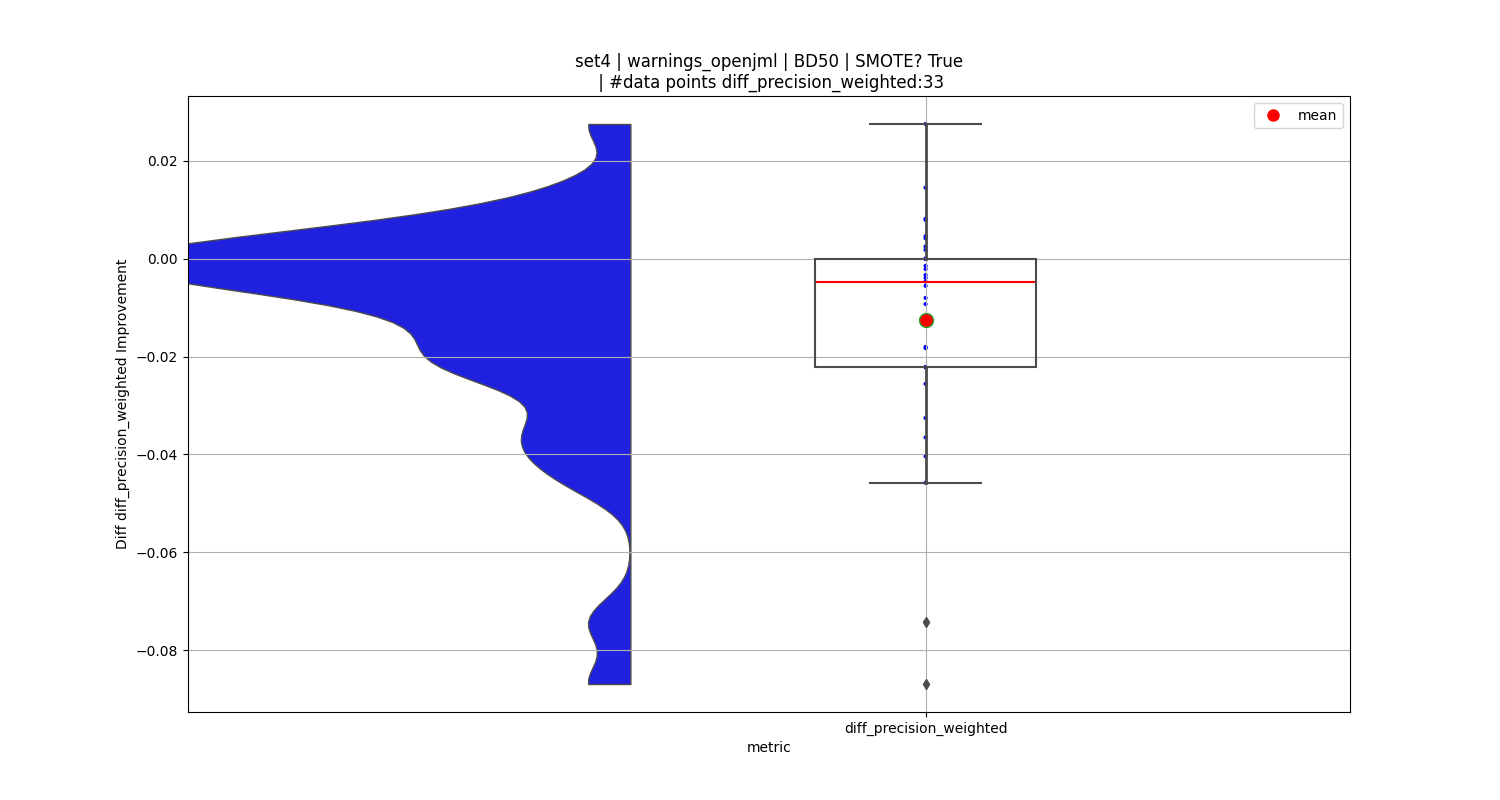 set4 | warnings_openjml | BD50 | SMOTE? True
| #data points diff_precision_weighted:33
mean
0.02
0.00
−0.02
−0.04
−0.06
−0.08
Diff diff_precision_weighted Improvement
diff_precision_weighted
metric